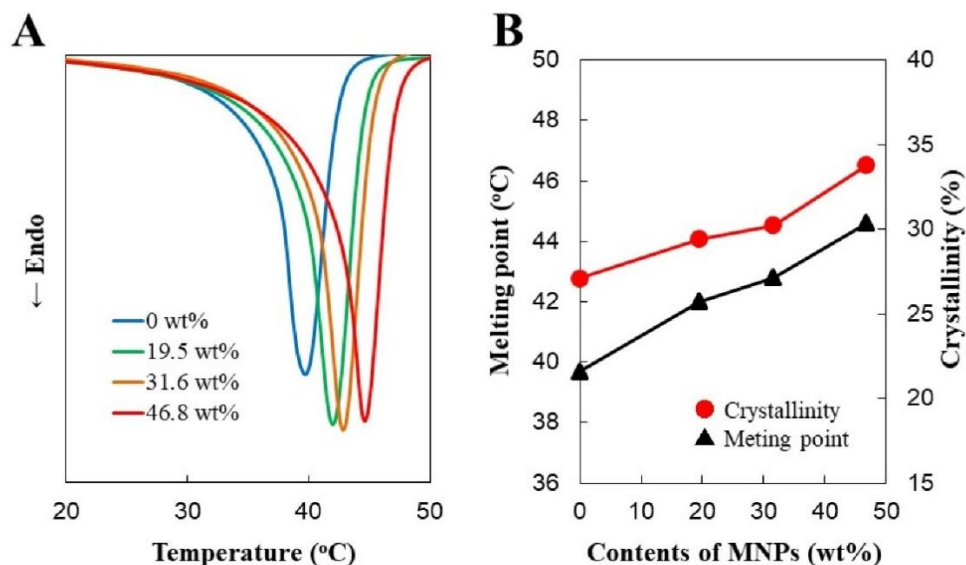 A
← Endo
0 wt%
19.5 wt%
31.6 wt%
46.8 wt%
20 30 40 50
Temperature (°C)
B
Melting point (°C)
50
48
46
44
42
40
38
36
Crystallinity
Meting point
40
35
30
25
20
15
Crystallinity (%)
0 10 20 30 40 50
Contents of MNPs (wt%)